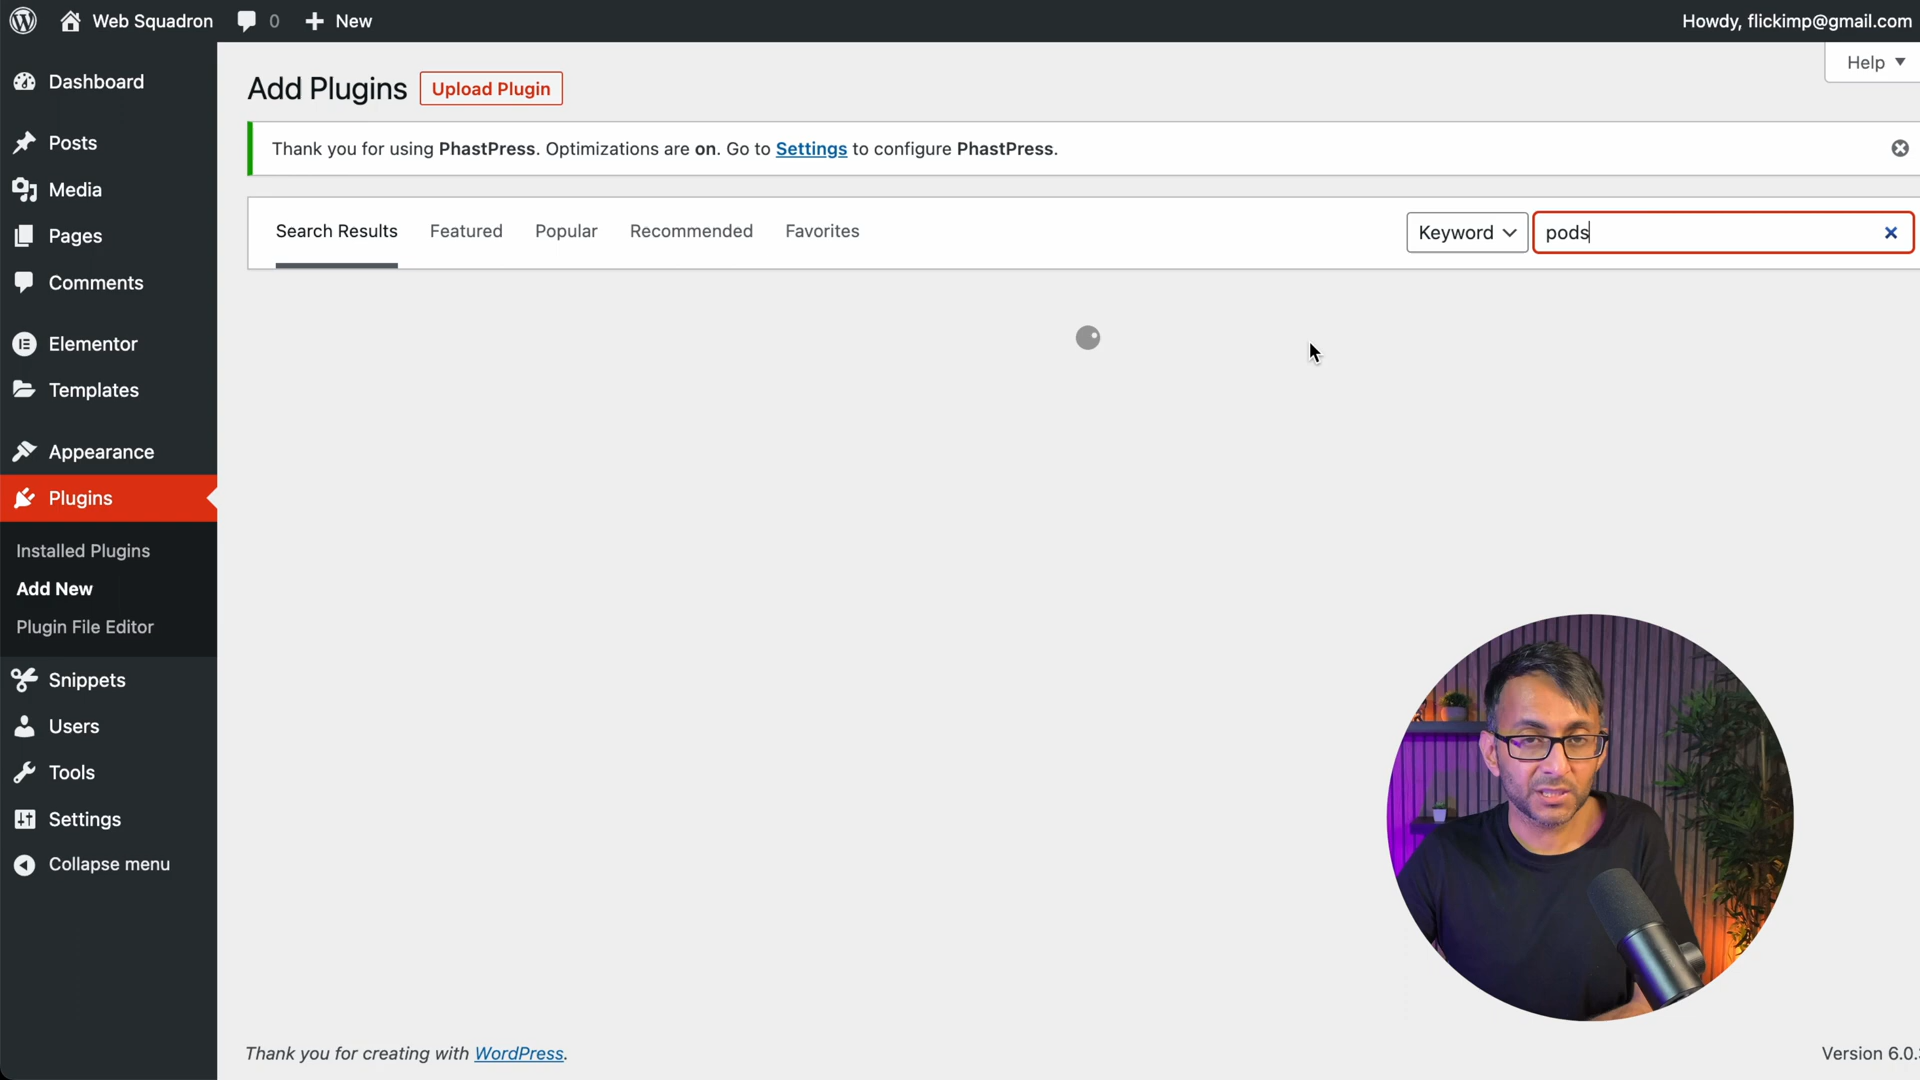 Web Squadron
0
New
Howdy, flickimp@gmail.com
Dashboard
Posts
Media
Pages
Comments
Elementor
Templates
Appearance
Plugins
Installed Plugins
Add New
Plugin File Editor
Snippets
Users
Tools
Settings
Collapse menu
Help
Add Plugins
Upload Plugin
Thank you for using PhastPress. Optimizations are on. Go to Settings to configure PhastPress.
Search Results
Featured
Popular
Recommended
Favorites
Keyword
pods
Thank you for creating with WordPress.
Version 6.0.